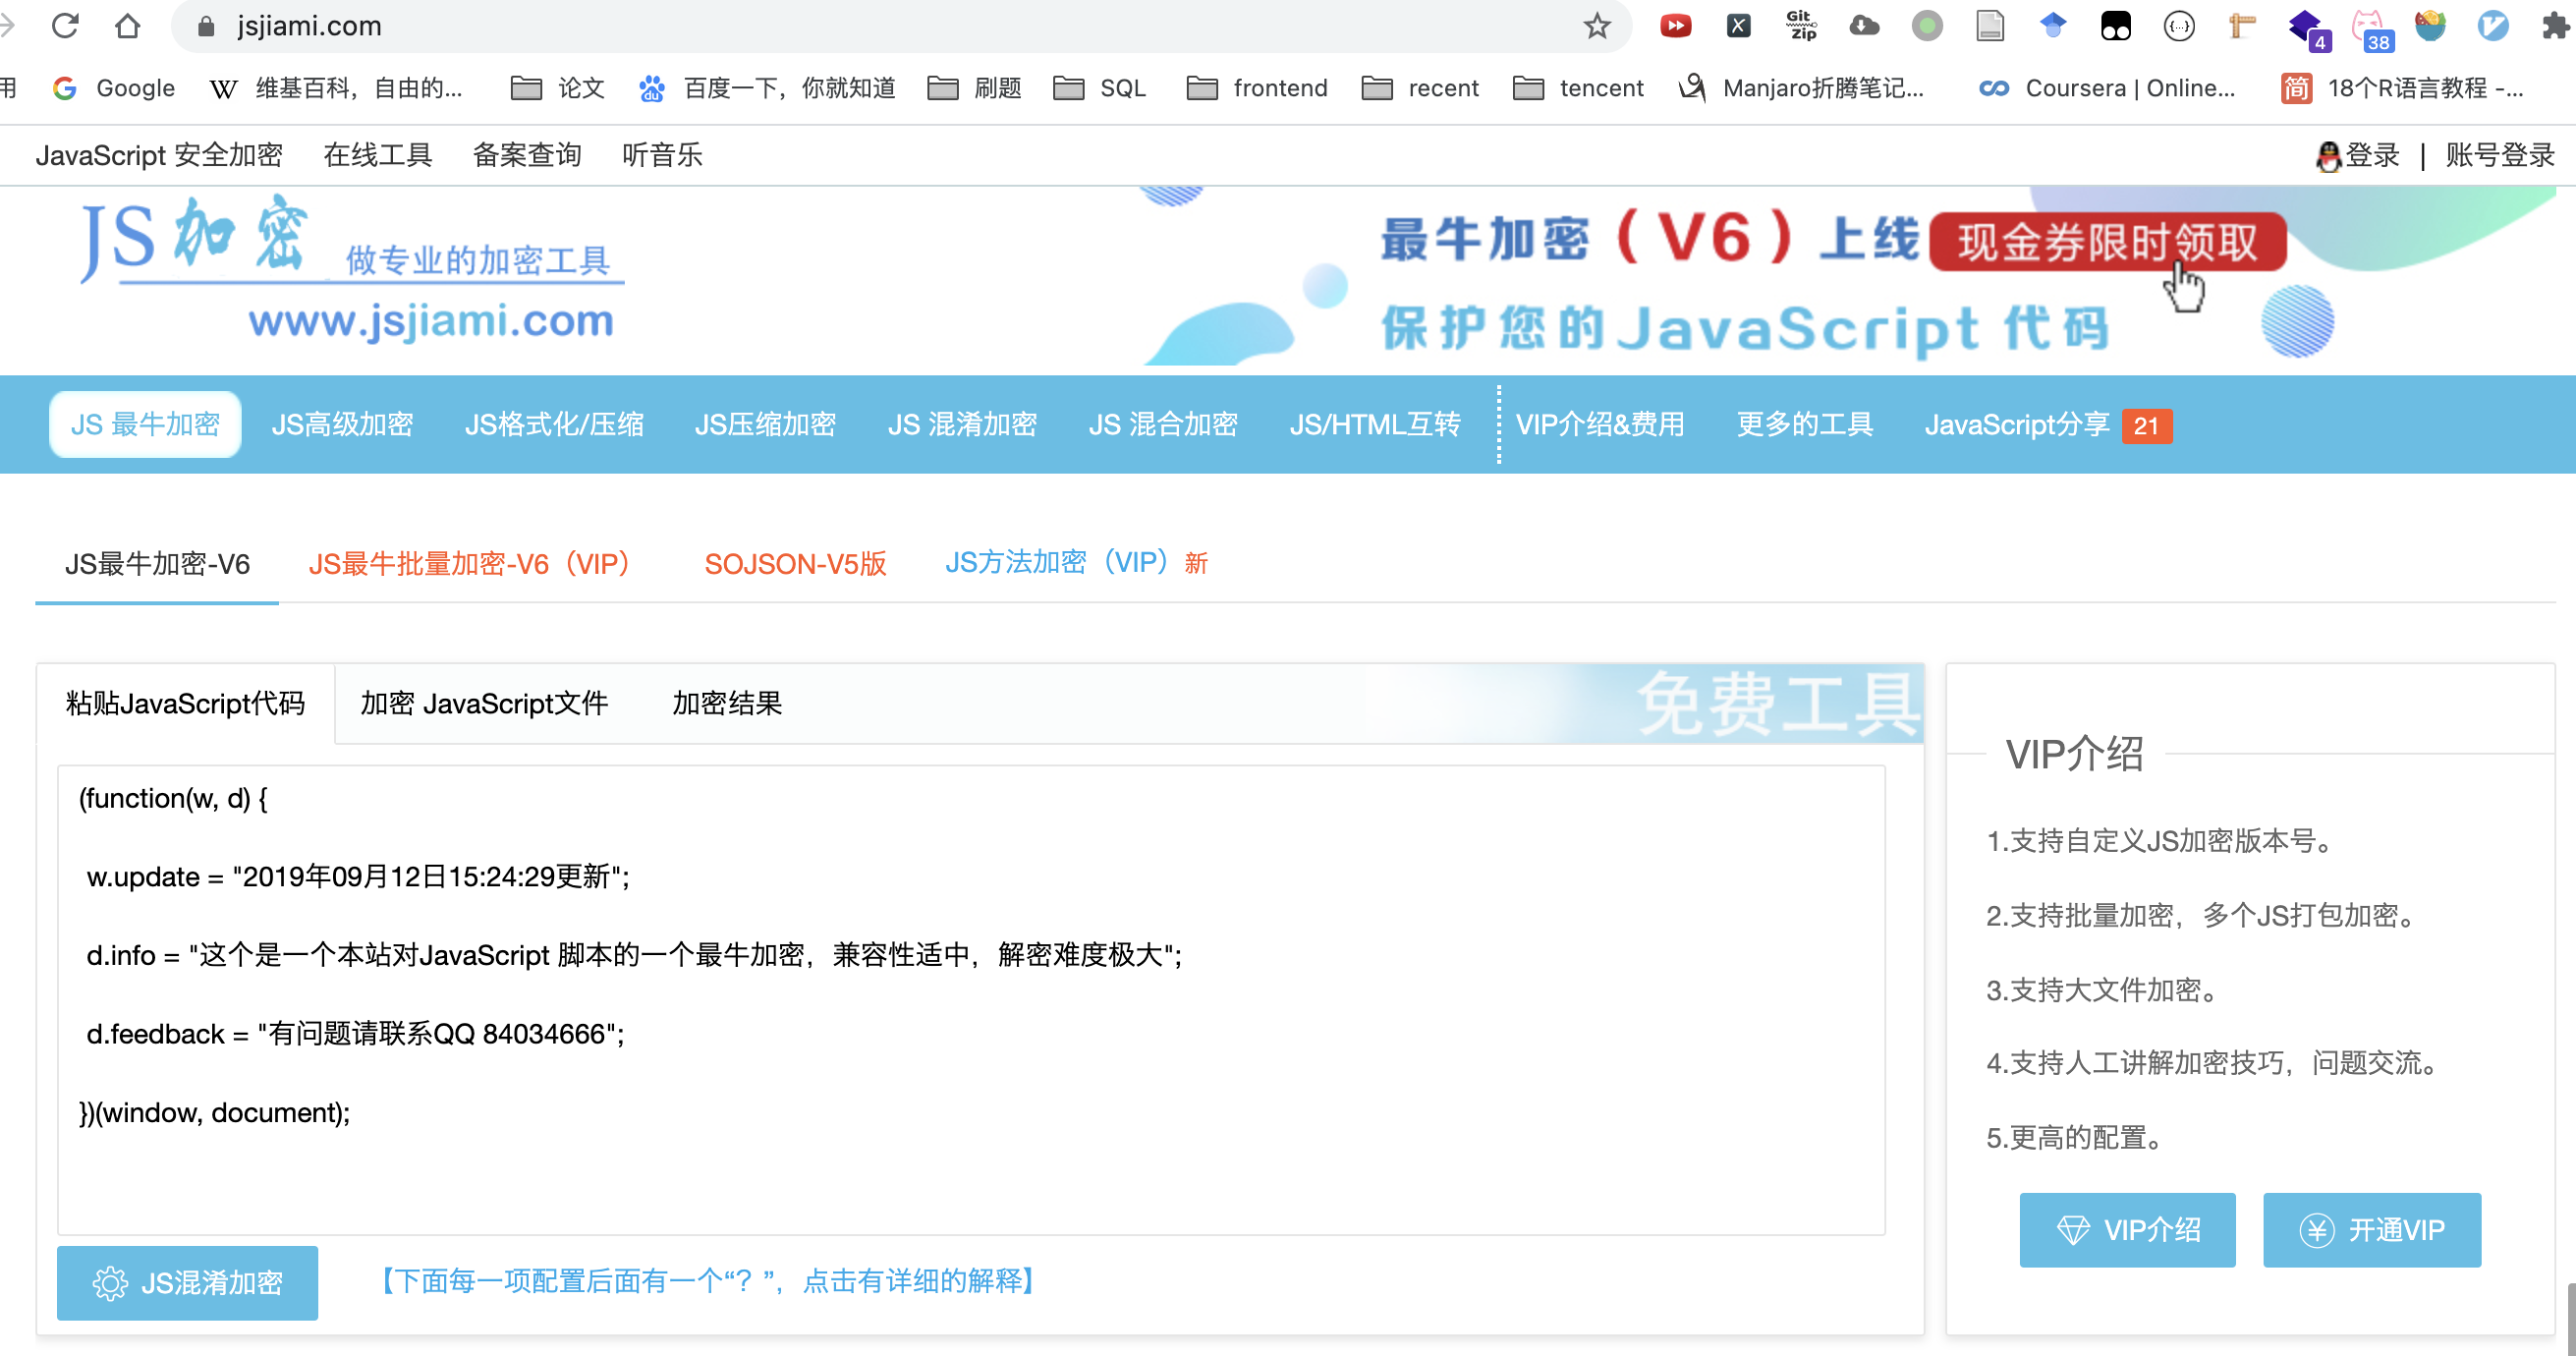 jsjiami.com
Git Zip
4
38
用 Google W 维基百科，自由的... 论文 du 百度一下，你就知道 刷题 SQL frontend recent tencent Manjaro折腾笔记... Coursera | Online... 简 18个R语言教程 -...
JavaScript 安全加密 在线工具 备案查询 听音乐 登录 | 账号登录
JS加密 做专业的加密工具
www.jsjiami.com
最牛加密（V6）上线 现金券限时领取
保护您的JavaScript 代码
JS 最牛加密 JS高级加密 JS格式化/压缩 JS压缩加密 JS 混淆加密 JS 混合加密 JS/HTML互转 VIP介绍&费用 更多的工具 JavaScript分享 21
JS最牛加密-V6 JS最牛批量加密-V6（VIP） SOJSON-V5版 JS方法加密（VIP）新
粘贴JavaScript代码 加密 JavaScript文件 加密结果 免费工具
(function(w, d) {
w.update = "2019年09月12日15:24:29更新";
d.info = "这个是一个本站对JavaScript 脚本的一个最牛加密，兼容性适中，解密难度极大";
d.feedback = "有问题请联系QQ 84034666";
})(window, document);
JS混淆加密 【下面每一项配置后面有一个“？”，点击有详细的解释】
VIP介绍
1.支持自定义JS加密版本号。
2.支持批量加密，多个JS打包加密。
3.支持大文件加密。
4.支持人工讲解加密技巧，问题交流。
5.更高的配置。
VIP介绍 开通VIP